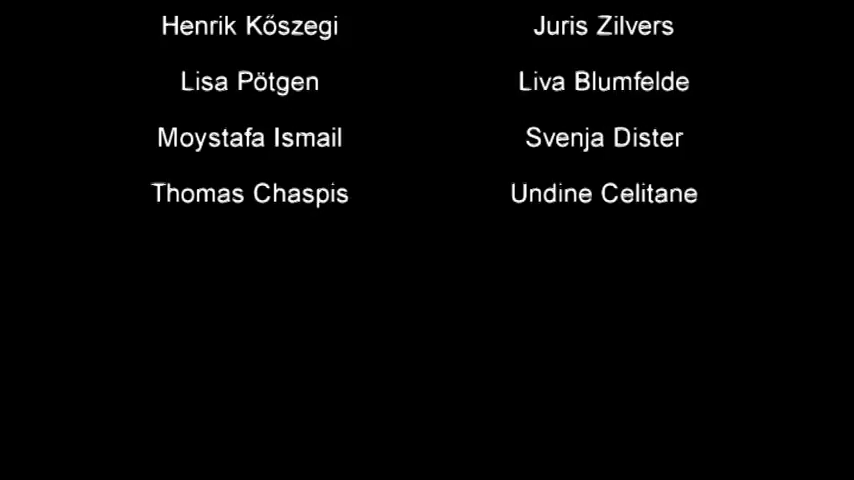 Henrik Kőszegi Juris Zilvers
Lisa Pötgen Liva Blumfelde
Moystafa Ismail Svenja Dister
Thomas Chaspis Undine Celitane